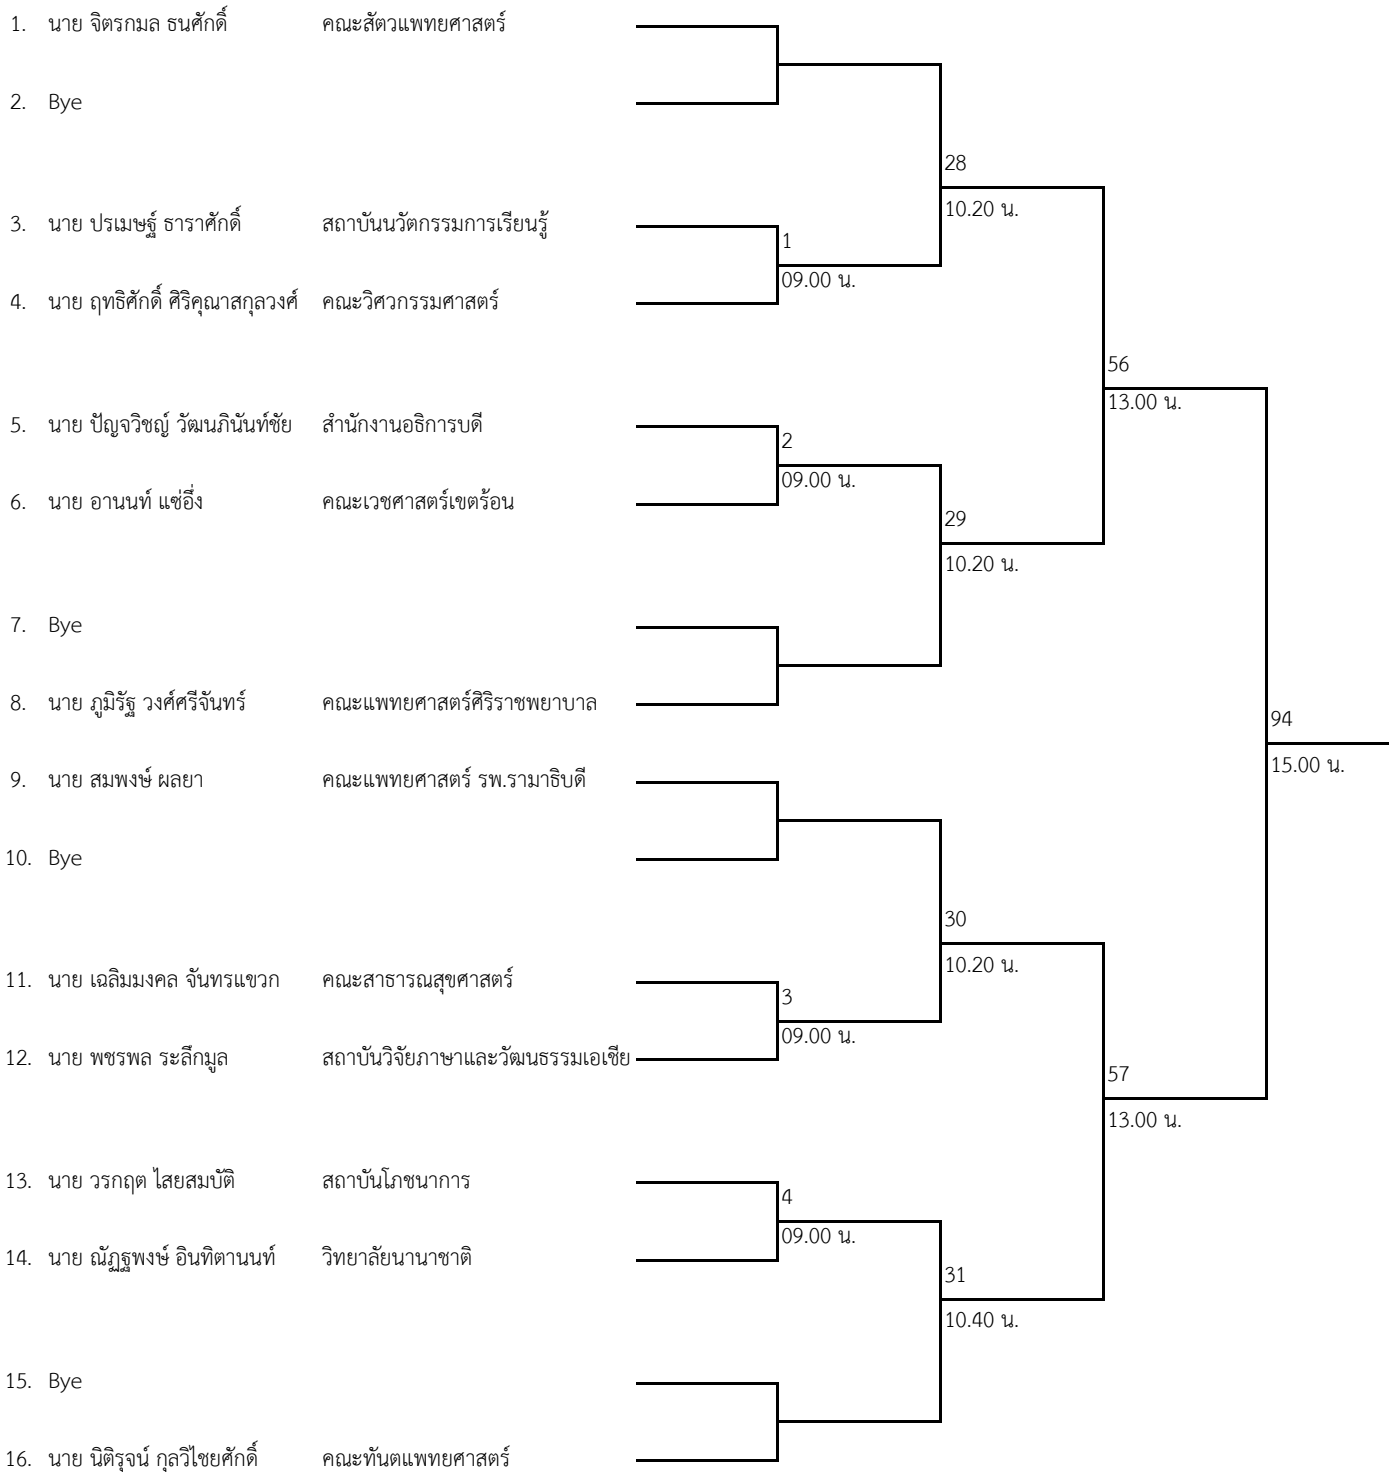 1. นาย จิตรกมล ธนศักดิ์ คณะสัตวแพทยศาสตร์
2. Bye
28
10.20 น.
3. นาย ปรเมษฐ์ ธาราศักดิ์ สถาบันนวัตกรรมการเรียนรู้
1
09.00 น.
4. นาย ฤทธิศักดิ์ ศิริคุณาสกุลวงศ์ คณะวิศวกรรมศาสตร์
56
13.00 น.
5. นาย ปัญจวิชญ์ วัฒนภินันท์ชัย สำนักงานอธิการบดี
2
09.00 น.
6. นาย อานนท์ แซ่อึ่ง คณะเวชศาสตร์เขตร้อน
29
10.20 น.
7. Bye
8. นาย ภูมิรัฐ วงศ์ศรีจันทร์ คณะแพทยศาสตร์ศิริราชพยาบาล
94
15.00 น.
9. นาย สมพงษ์ ผลยา คณะแพทยศาสตร์ รพ.รามาธิบดี
10. Bye
30
10.20 น.
11. นาย เฉลิมมงคล จันทรแขวก คณะสาธารณสุขศาสตร์
3
09.00 น.
12. นาย พชรพล ระลึกมูล สถาบันวิจัยภาษาและวัฒนธรรมเอเชีย
57
13.00 น.
13. นาย วรกฤต ไสยสมบัติ สถาบันโภชนาการ
4
09.00 น.
14. นาย ณัฏฐพงษ์ อินทิตานนท์ วิทยาลัยนานาชาติ
31
10.40 น.
15. Bye
16. นาย นิติรุจน์ กุลวิไชยศักดิ์ คณะทันตแพทยศาสตร์